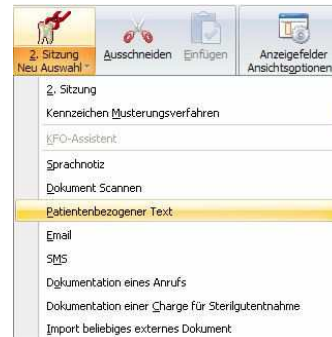 2. Sitzung
Neu Auswahl
Ausschneiden
Einfügen
Anzeigefelder
Ansichtsoptionen
2. Sitzung
Kennzeichen Musterungsverfahren
KFO-Assistent
Sprachnotiz
Dokument Scannen
Patientenbezogener Text
Email
SMS
Dokumentation eines Anrufs
Dokumentation einer Charge für Sterilgutentnahme
Import beliebiges externes Dokument